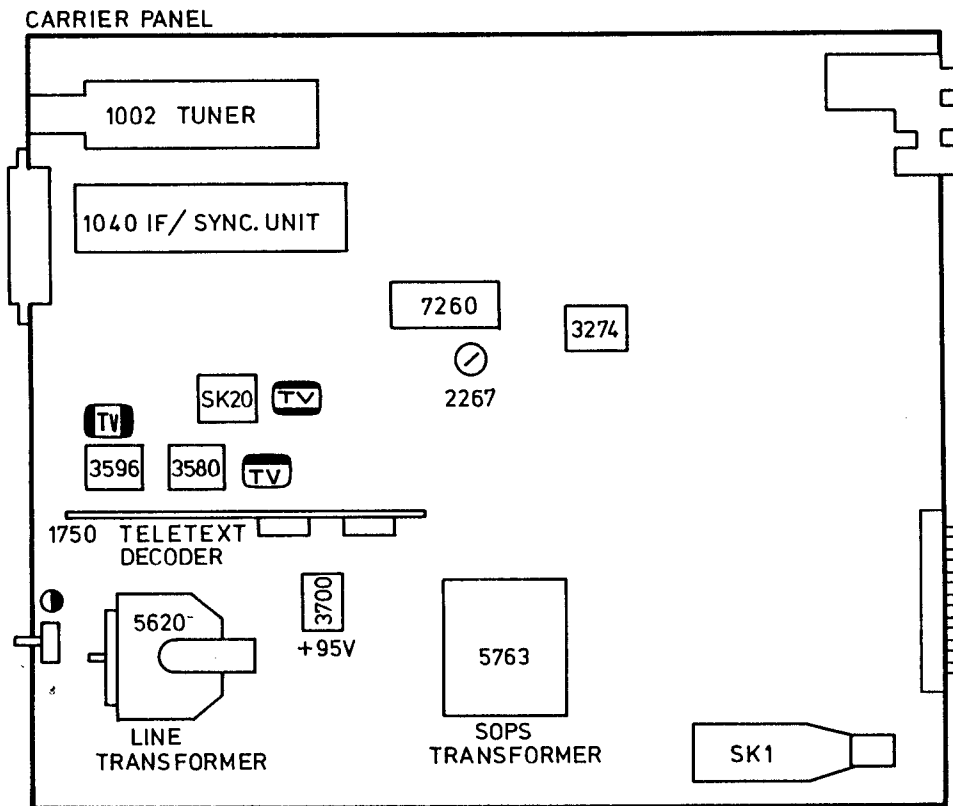 CARRIER PANEL
1002 TUNER
1040 IF/ SYNC. UNIT
7260
3274
2267
SK20
TV
TV
3596
3580
TV
1750 TELETEXT
DECODER
3700
+95V
5620
5763
LINE
TRANSFORMER
SOPS
TRANSFORMER
SK1